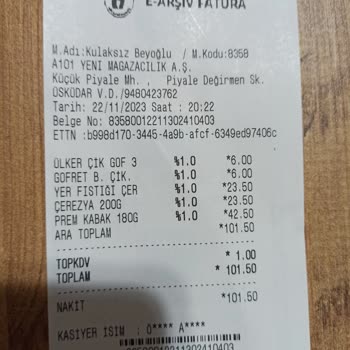 E-ARŞİV FATURA
M.Adı:Kulaksız Beyoğlu / M.Kodu:8358
A101 YENİ MAGAZACILIK A.Ş.
Küçük Piyale Mh. , Piyale Değirmen Sk.
ÜSKÜDAR V.D./9480423762
Tarih: 22/11/2023 Saat : 20:22
Belge No: 83580012211302410403
ETTN :b998d170-3445-4a9b-afcf-6349ed97406c
ÜLKER ÇİK GOF 3 %1.0 *6.00
GOFRET B. ÇİK. %1.0 *6.00
YER FISTIĞI ÇER %1.0 *23.50
ÇEREZYA 200G %1.0 *23.50
PREM KABAK 180G %1.0 *42.50
ARA TOPLAM *101.50
TOPKDV * 1.00
TOPLAM * 101.50
NAKİT *101.50
KASİYER İSİM : O**** A****